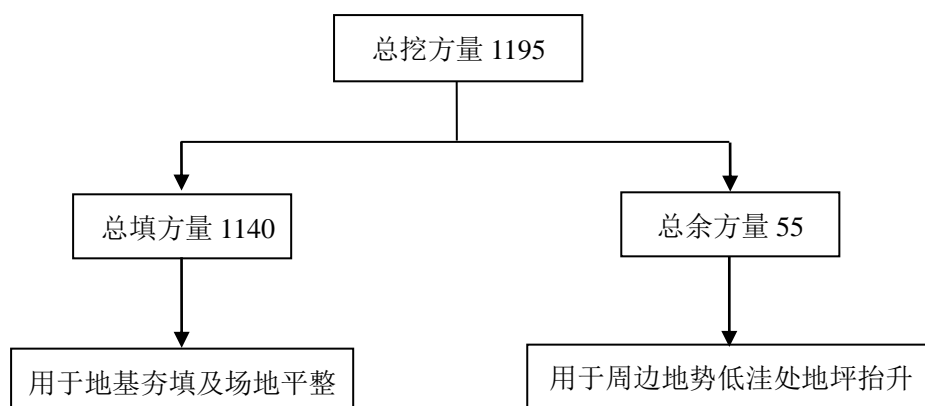 总挖方量 1195
总填方量 1140
总余方量 55
用于地基夯填及场地平整
用于周边地势低洼处地坪抬升